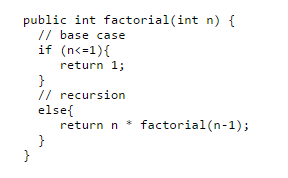 public int factorial(int n) {
  // base case
  if (n<=1){
     return 1;
  }
  // recursion
  else{
     return n * factorial(n-1);
  }
}